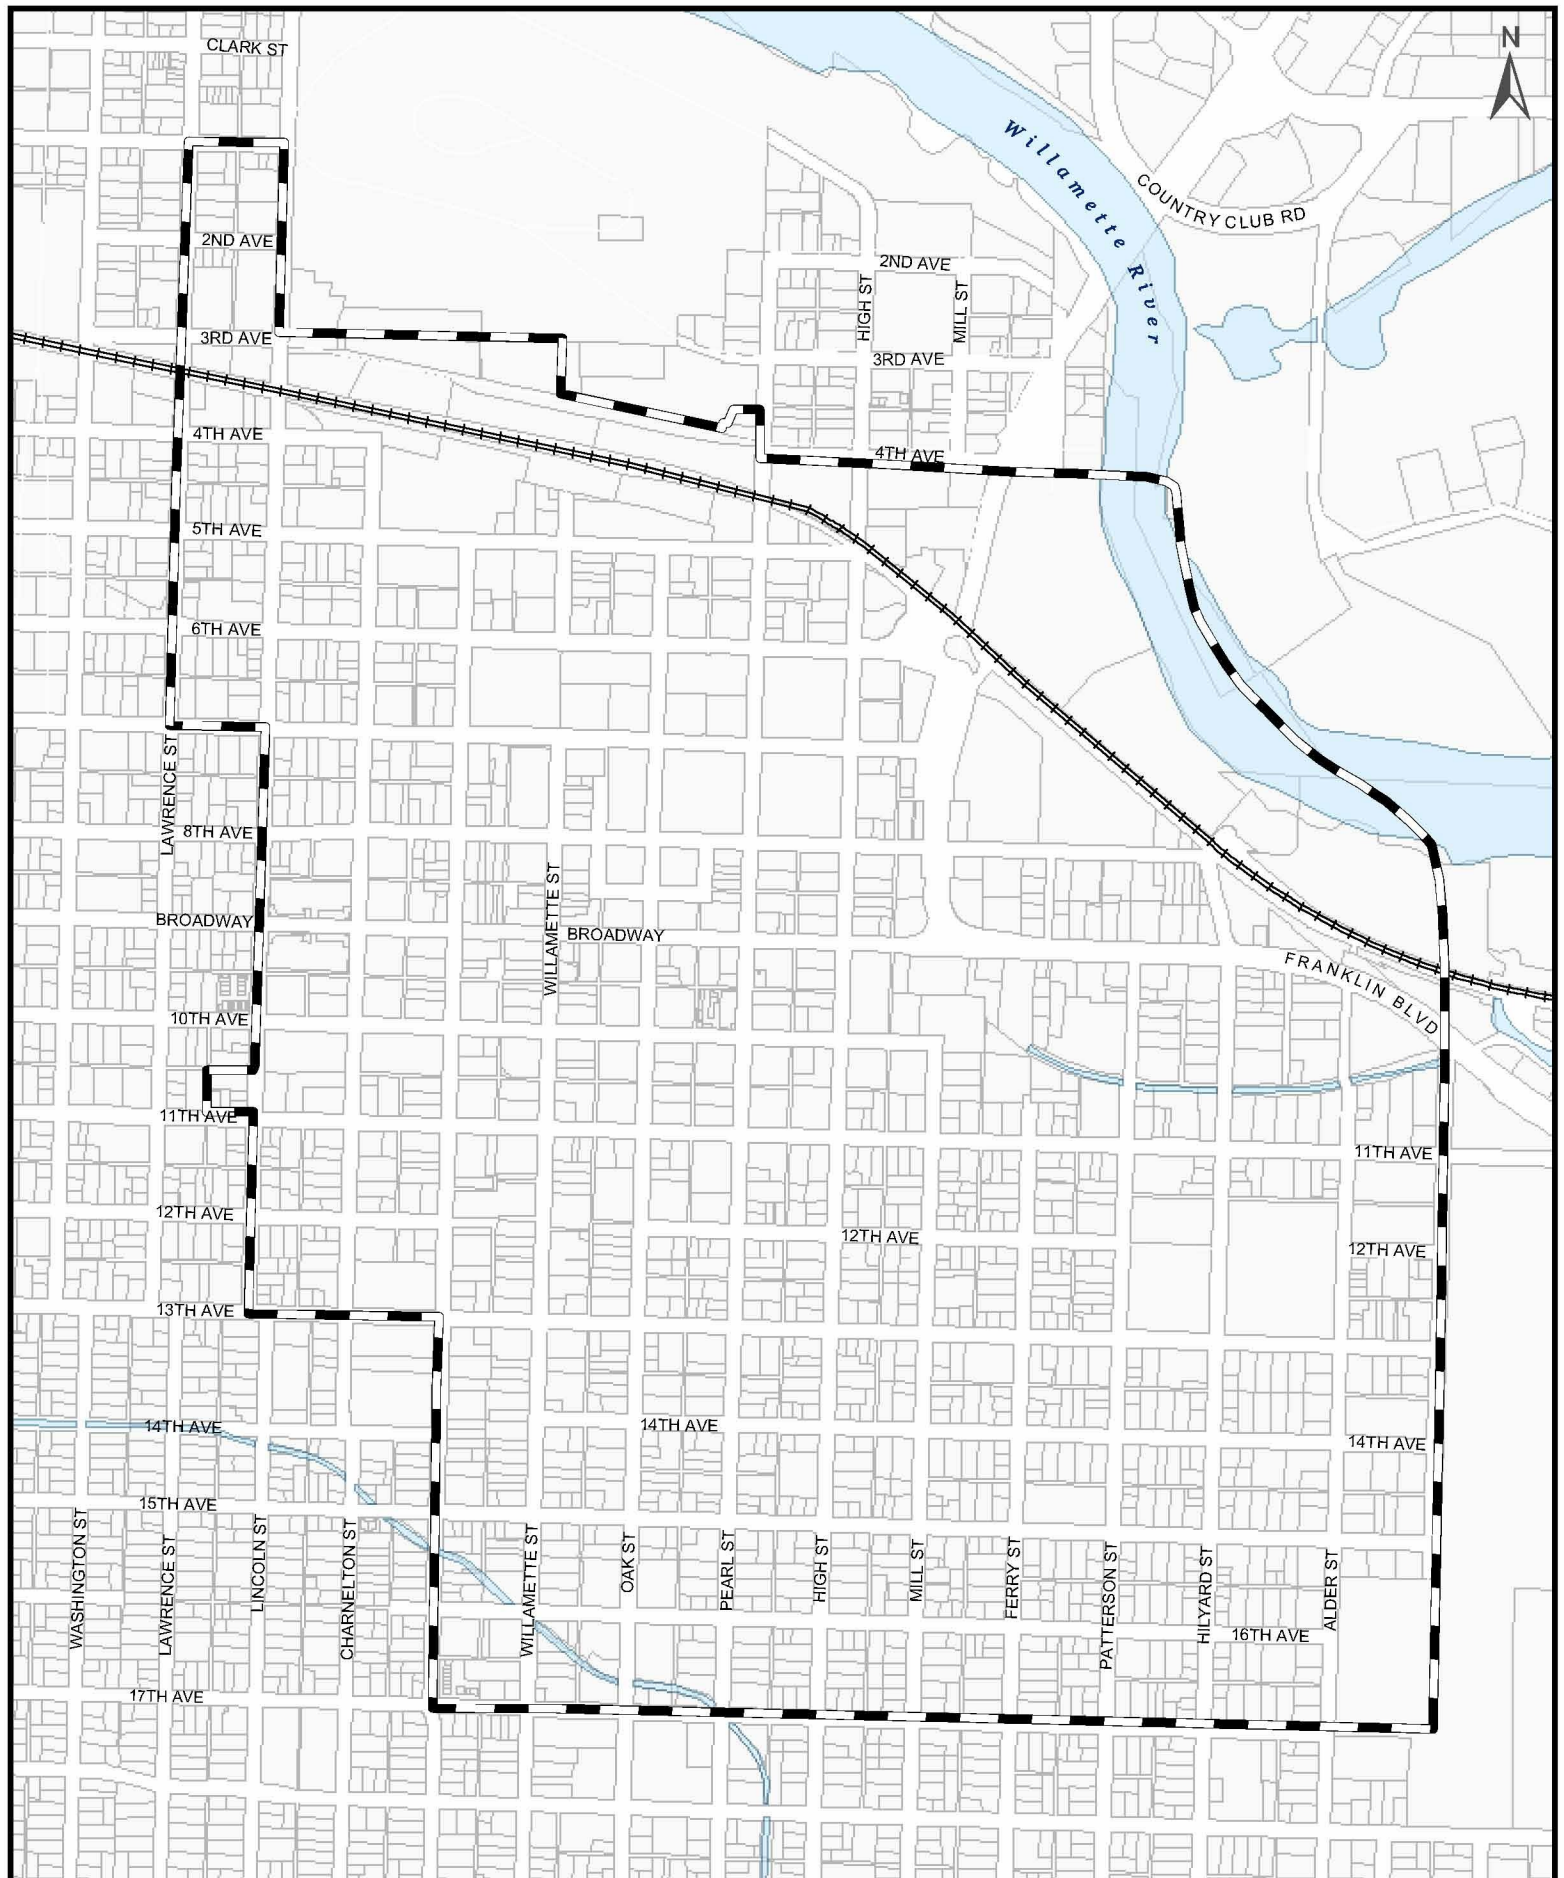 CLARK ST
N
Willamette River
COUNTRY CLUB RD
2ND AVE
2ND AVE
HIGH ST
MILL ST
3RD AVE
3RD AVE
4TH AVE
4TH AVE
5TH AVE
6TH AVE
LAWRENCE ST
8TH AVE
WILLAMETTE ST
BROADWAY
BROADWAY
FRANKLIN BLVD
10TH AVE
11TH AVE
11TH AVE
12TH AVE
12TH AVE
12TH AVE
13TH AVE
14TH AVE
14TH AVE
14TH AVE
15TH AVE
WASHINGTON ST
LAWRENCE ST
LINCOLN ST
CHARNELTON ST
WILLAMETTE ST
OAK ST
PEARL ST
HIGH ST
MILL ST
FERRY ST
PATTERSON ST
HILYARD ST
ALDER ST
16TH AVE
17TH AVE